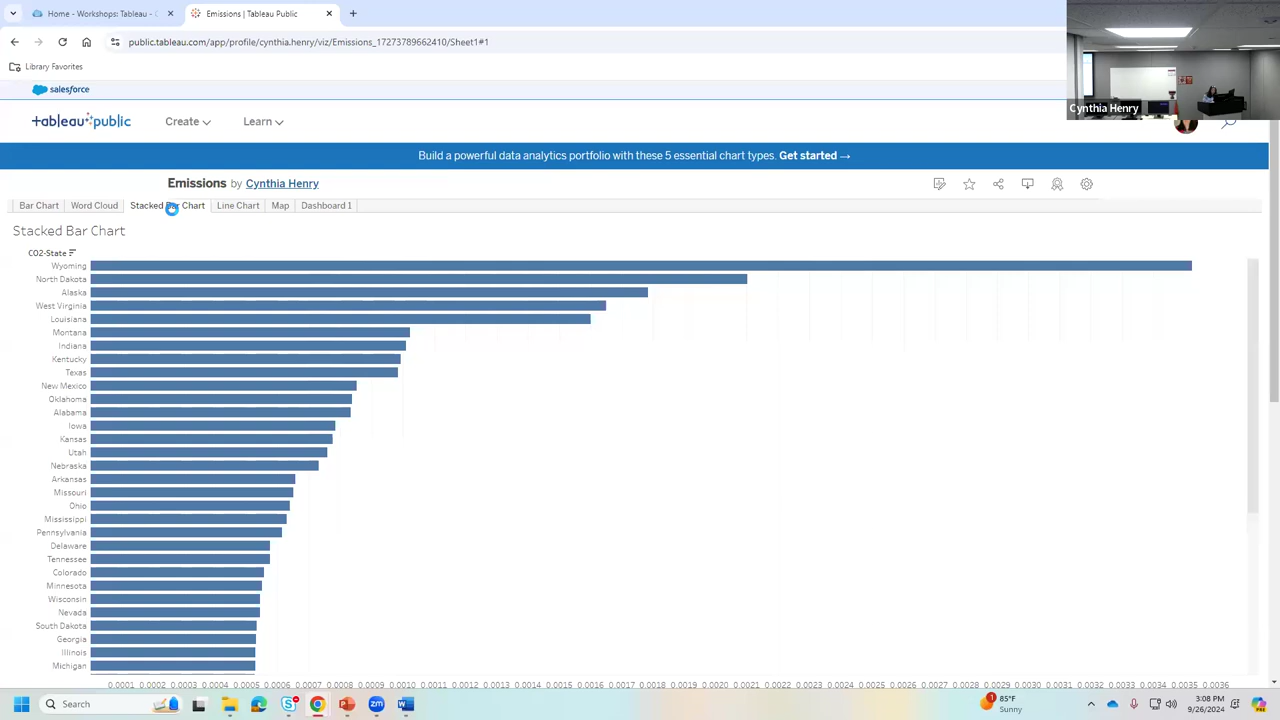 Home - Workshops: Tableau - 
Emissions | Tableau Public
public.tableau.com/app/profile/cynthia.henry/viz/Emissions_17273789662410/Sheet1#1
Library Favorites
salesforce
Cynthia Henry
tableau public
Create
Learn
Build a powerful data analytics portfolio with these 5 essential chart types. Get started →
Emissions by Cynthia Henry
Bar Chart
Word Cloud
Stacked Bar Chart
Line Chart
Map
Dashboard 1
Stacked Bar Chart
CO2-State
Wyoming
North Dakota
Alaska
West Virginia
Louisiana
Montana
Indiana
Kentucky
Texas
New Mexico
Oklahoma
Alabama
Iowa
Kansas
Utah
Nebraska
Arkansas
Missouri
Ohio
Mississippi
Pennsylvania
Delaware
Tennessee
Colorado
Minnesota
Wisconsin
Nevada
South Dakota
Georgia
Illinois
Michigan
0.0001 0.0002 0.0003 0.0004 0.0005 0.0006 0.0007 0.0008 0.0009 0.0010 0.0011 0.0012 0.0013 0.0014 0.0015 0.0016 0.0017 0.0018 0.0019 0.0020 0.0021 0.0022 0.0023 0.0024 0.0025 0.0026 0.0027 0.0028 0.0029 0.0030 0.0031 0.0032 0.0033 0.0034 0.0035 0.0036
Search
1
85°F
Sunny
3:08 PM
9/26/2024